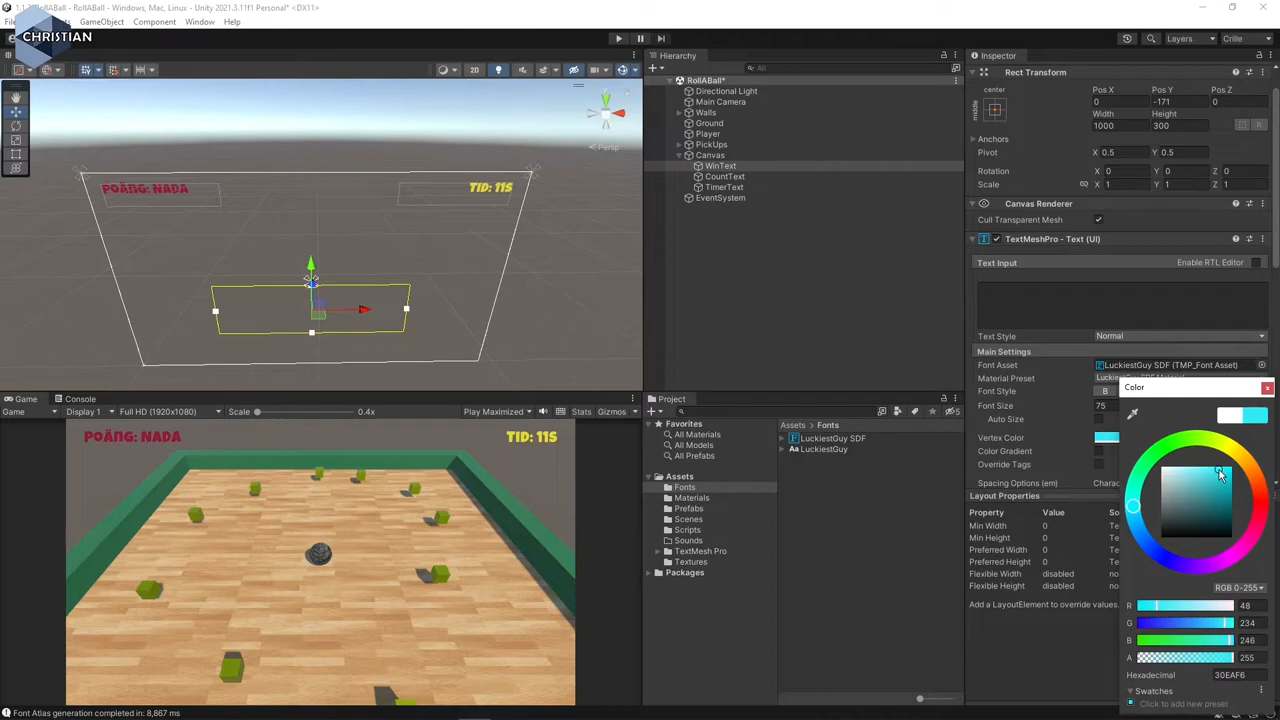 1.1.2 RollABall* - RollABall - Windows, Mac, Linux - Unity 2021.3.11f1 Personal* <DX11>
GameObject Component Window Help
CHRISTIAN
Layers Crille
2D
Persp
POÄNG: NADA
TID: 11S
Hierarchy
All
RollABall*
Directional Light
Main Camera
Walls
Ground
Player
PickUps
Canvas
WinText
CountText
TimerText
EventSystem
Inspector
Rect Transform
center
middle
Pos X Pos Y Pos Z
0 -171 0
Width Height
1000 300
R
Anchors
Pivot X 0.5 Y 0.5
Rotation X 0 Y 0 Z 0
Scale X 1 Y 1 Z 1
Canvas Renderer
Cull Transparent Mesh
TextMeshPro - Text (UI)
Text Input Enable RTL Editor
Text Style Normal
Main Settings
Font Asset LuckiestGuy SDF (TMP_Font Asset)
Material Preset
Font Style B
Font Size 75
Auto Size
Vertex Color
Color Gradient
Override Tags
Spacing Options (em) Charac
Layout Properties
Property Value
Min Width 0
Min Height 0
Preferred Width 0
Preferred Height 0
Flexible Width disabled
Flexible Height disabled
Add a LayoutElement to override values.
Color
RGB 0-255
R 48
G 234
B 246
A 255
Hexadecimal 30EAF6
Swatches
Click to add new preset
Game Console
Game Display 1 Full HD (1920x1080) Scale 0.4x Play Maximized Stats Gizmos
POÄNG: NADA
TID: 11S
Project
5
Favorites
All Materials
All Models
All Prefabs
Assets
Fonts
Materials
Prefabs
Scenes
Scripts
Sounds
TextMesh Pro
Textures
Packages
Assets > Fonts
LuckiestGuy SDF
LuckiestGuy
Font Atlas generation completed in: 8,867 ms